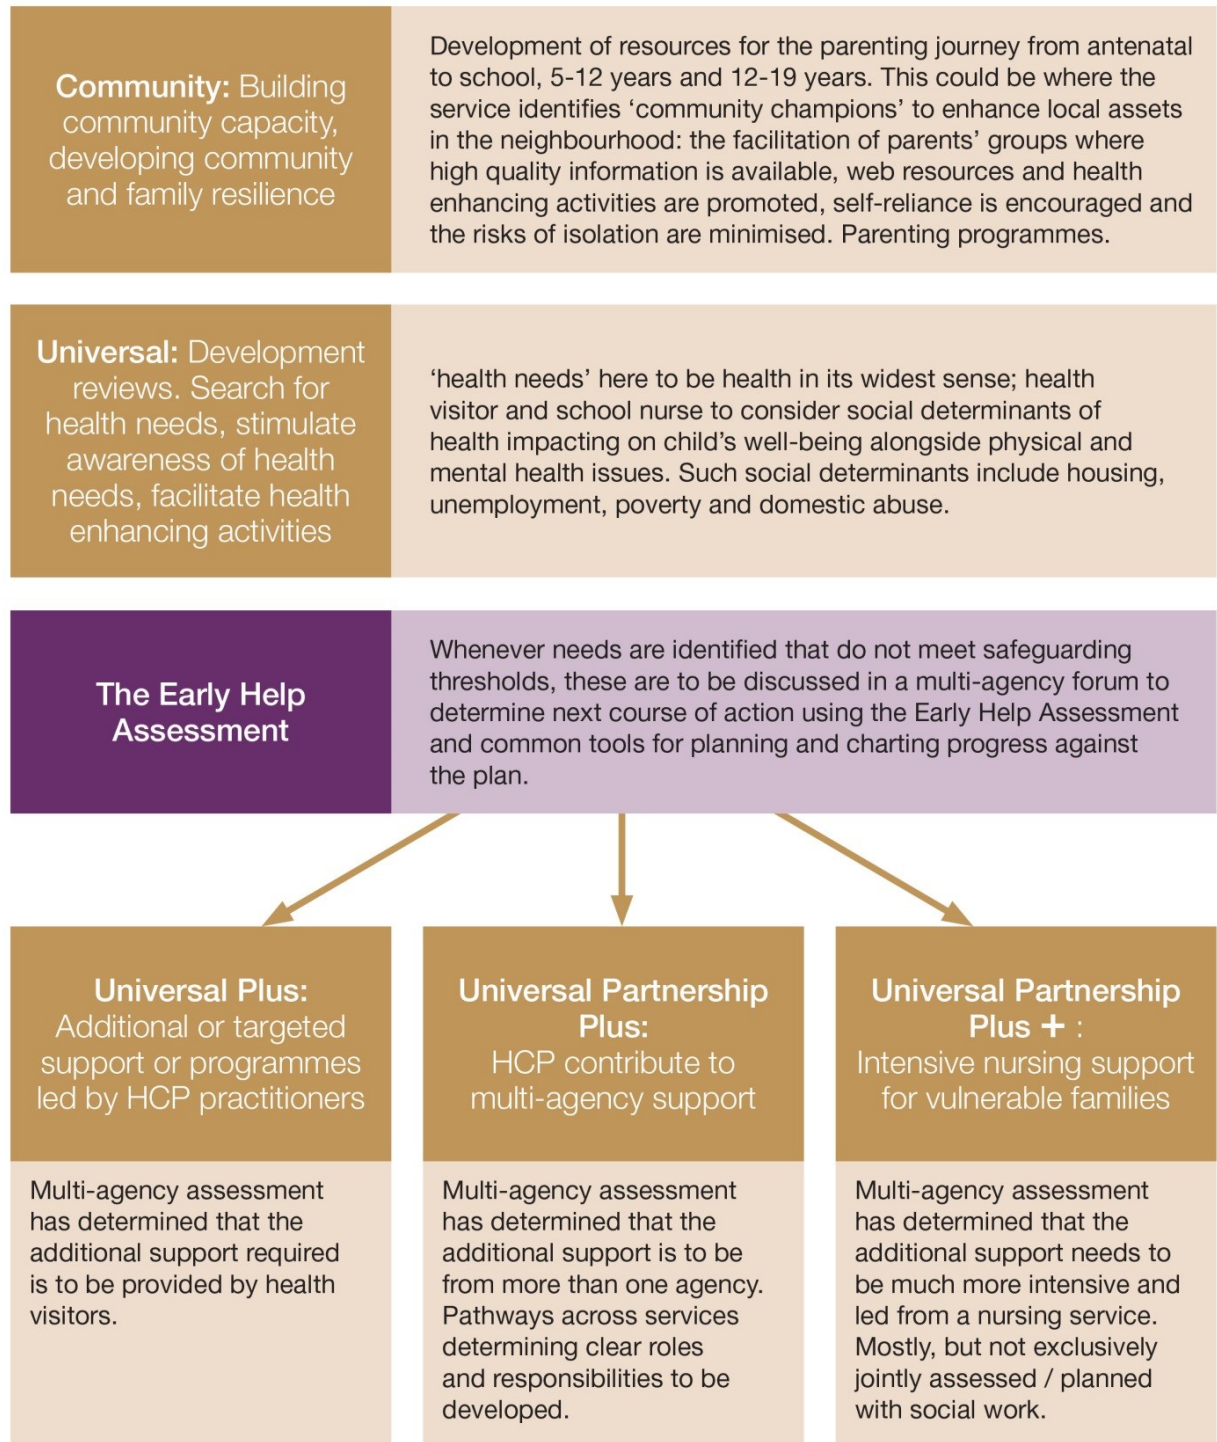 Community: Building
community capacity,
developing community
and family resilience
Development of resources for the parenting journey from antenatal
to school, 5-12 years and 12-19 years. This could be where the
service identifies ‘community champions’ to enhance local assets
in the neighbourhood: the facilitation of parents’ groups where
high quality information is available, web resources and health
enhancing activities are promoted, self-reliance is encouraged and
the risks of isolation are minimised. Parenting programmes.
Universal: Development
reviews. Search for
health needs, stimulate
awareness of health
needs, facilitate health
enhancing activities
‘health needs’ here to be health in its widest sense; health
visitor and school nurse to consider social determinants of
health impacting on child’s well-being alongside physical and
mental health issues. Such social determinants include housing,
unemployment, poverty and domestic abuse.
The Early Help
Assessment
Whenever needs are identified that do not meet safeguarding
thresholds, these are to be discussed in a multi-agency forum to
determine next course of action using the Early Help Assessment
and common tools for planning and charting progress against
the plan.
Universal Plus:
Additional or targeted
support or programmes
led by HCP practitioners
Multi-agency assessment
has determined that the
additional support required
is to be provided by health
visitors.
Universal Partnership
Plus:
HCP contribute to
multi-agency support
Multi-agency assessment
has determined that the
additional support is to be
from more than one agency.
Pathways across services
determining clear roles
and responsibilities to be
developed.
Universal Partnership
Plus + :
Intensive nursing support
for vulnerable families
Multi-agency assessment
has determined that the
additional support needs to
be much more intensive and
led from a nursing service.
Mostly, but not exclusively
jointly assessed / planned
with social work.